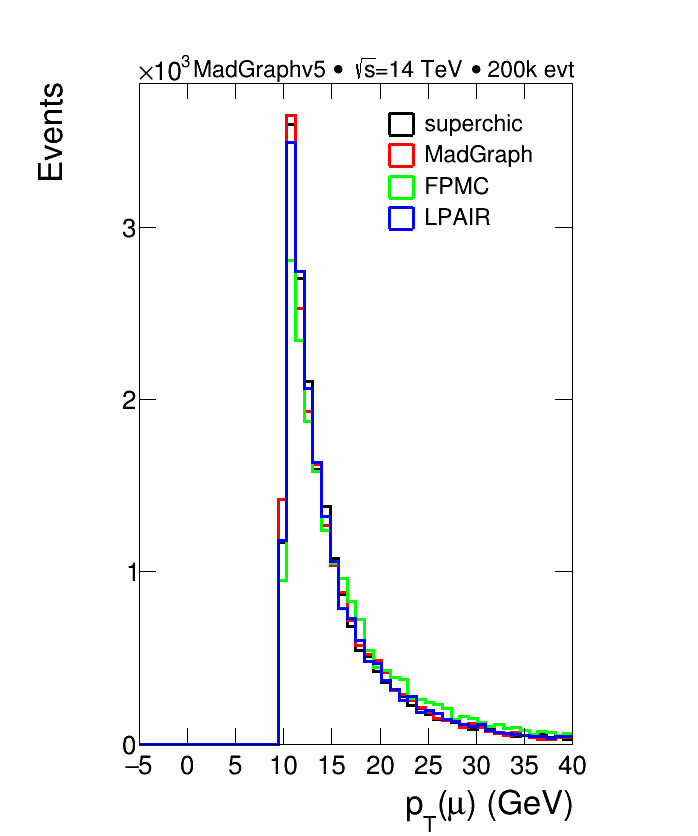 ×10³ MadGraphv5 • √s=14 TeV • 200k evt
Events
superchic
MadGraph
FPMC
LPAIR
3
2
1
0
−5 0 5 10 15 20 25 30 35 40
p_T(μ) (GeV)